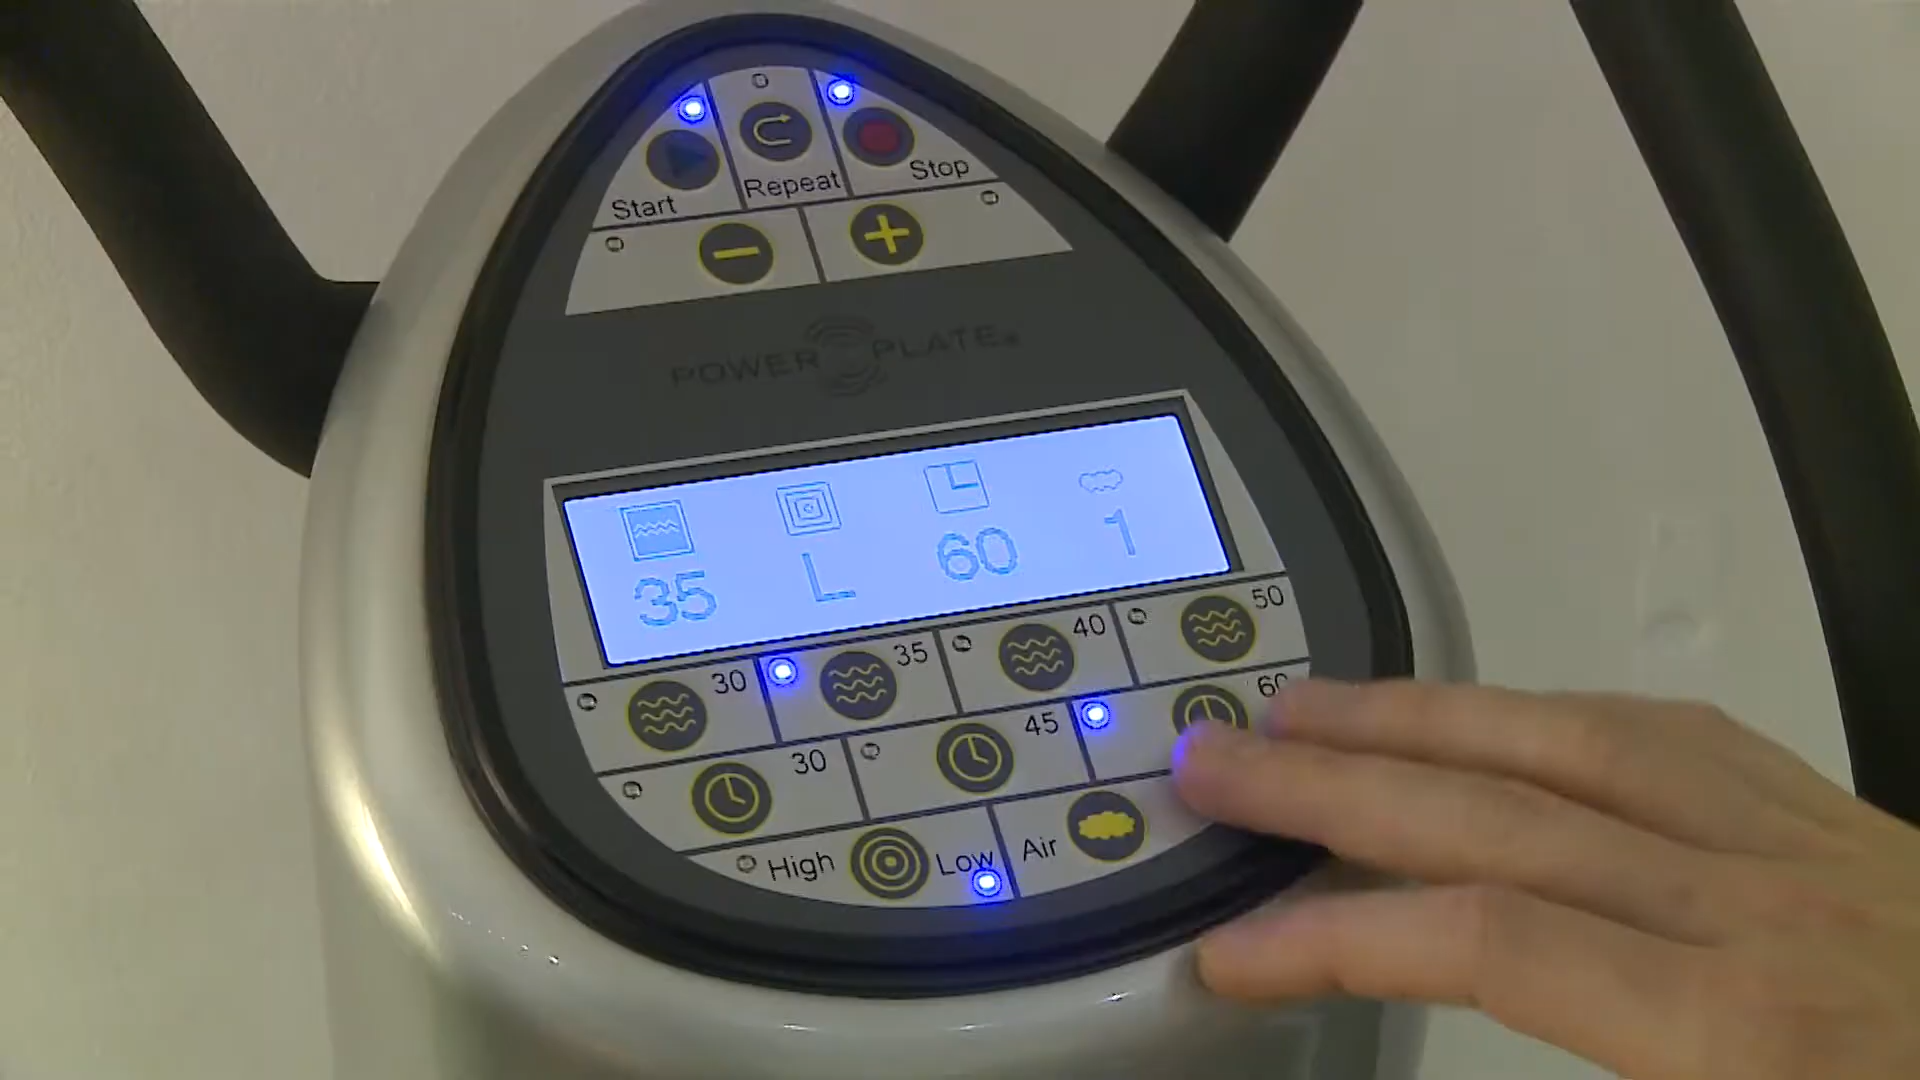 Start Repeat Stop
POWER PLATE
35 L 60 1
30 35 40 50
30 45 60
High Low Air